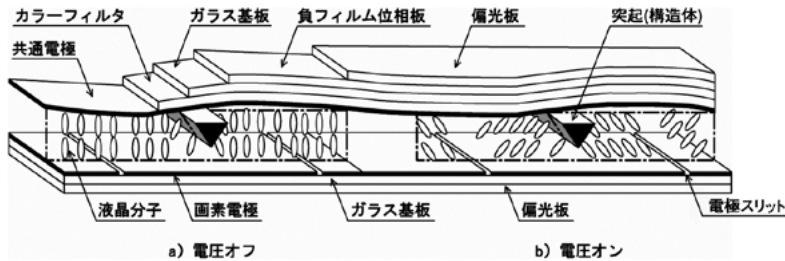 カラーフィルタ
ガラス基板
負フィルム位相板
偏光板
突起(構造体)
共通電極
液晶分子
画素電極
ガラス基板
偏光板
電極スリット
a) 電圧オフ
b) 電圧オン